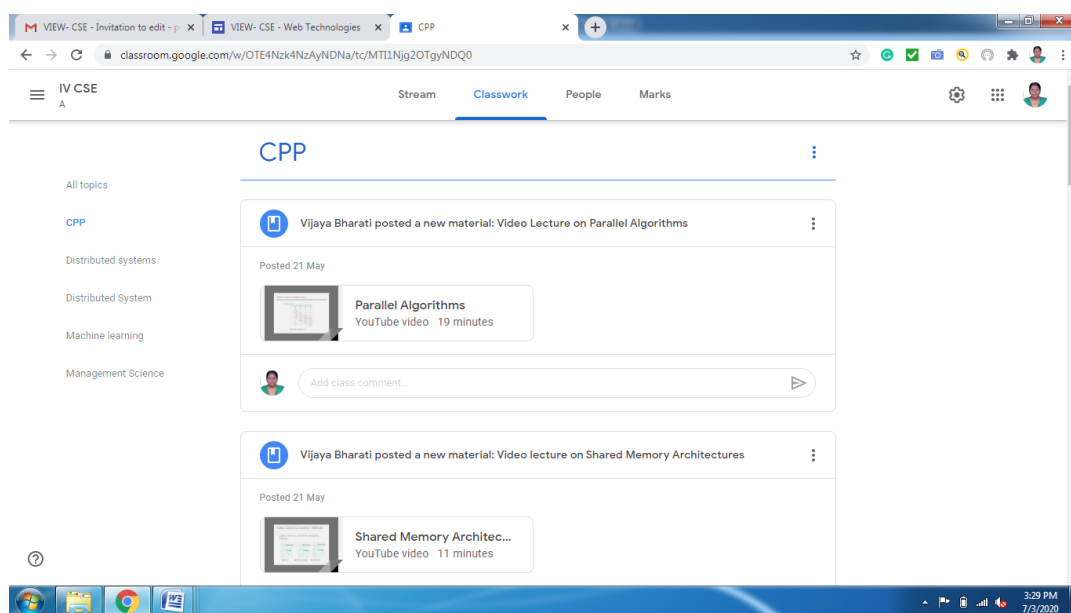 VIEW- CSE - Invitation to edit - p
VIEW- CSE - Web Technologies
CPP
classroom.google.com/w/OTE4Nzk4NzAyNDNa/tc/MTI1Njg2OTgyNDQ0
IV CSE
A
Stream
Classwork
People
Marks
CPP
All topics
CPP
Distributed systems
Distributed System
Machine learning
Management Science
Vijaya Bharati posted a new material: Video Lecture on Parallel Algorithms
Posted 21 May
Parallel Algorithms
YouTube video 19 minutes
Add class comment...
Vijaya Bharati posted a new material: Video lecture on Shared Memory Architectures
Posted 21 May
Shared Memory Architec...
YouTube video 11 minutes
3:29 PM
7/3/2020